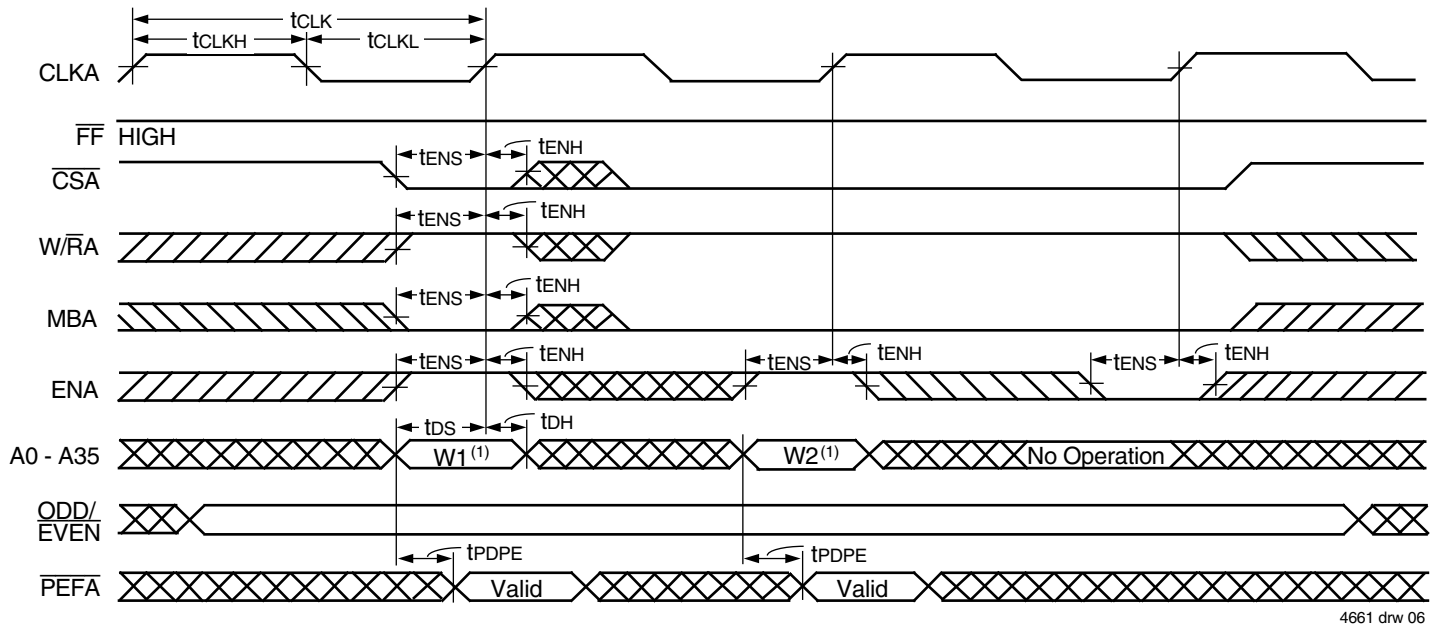 tCLK
tCLKH tCLKL
CLKA
FF HIGH
tENS tENH
CSA
tENS tENH
W/RA
tENS tENH
MBA
tENS tENH tENS tENH tENS tENH
ENA
tDS tDH
A0 - A35 W1(1) W2(1) No Operation
ODD/
EVEN
tPDPE tPDPE
PEFA Valid Valid
4661 drw 06